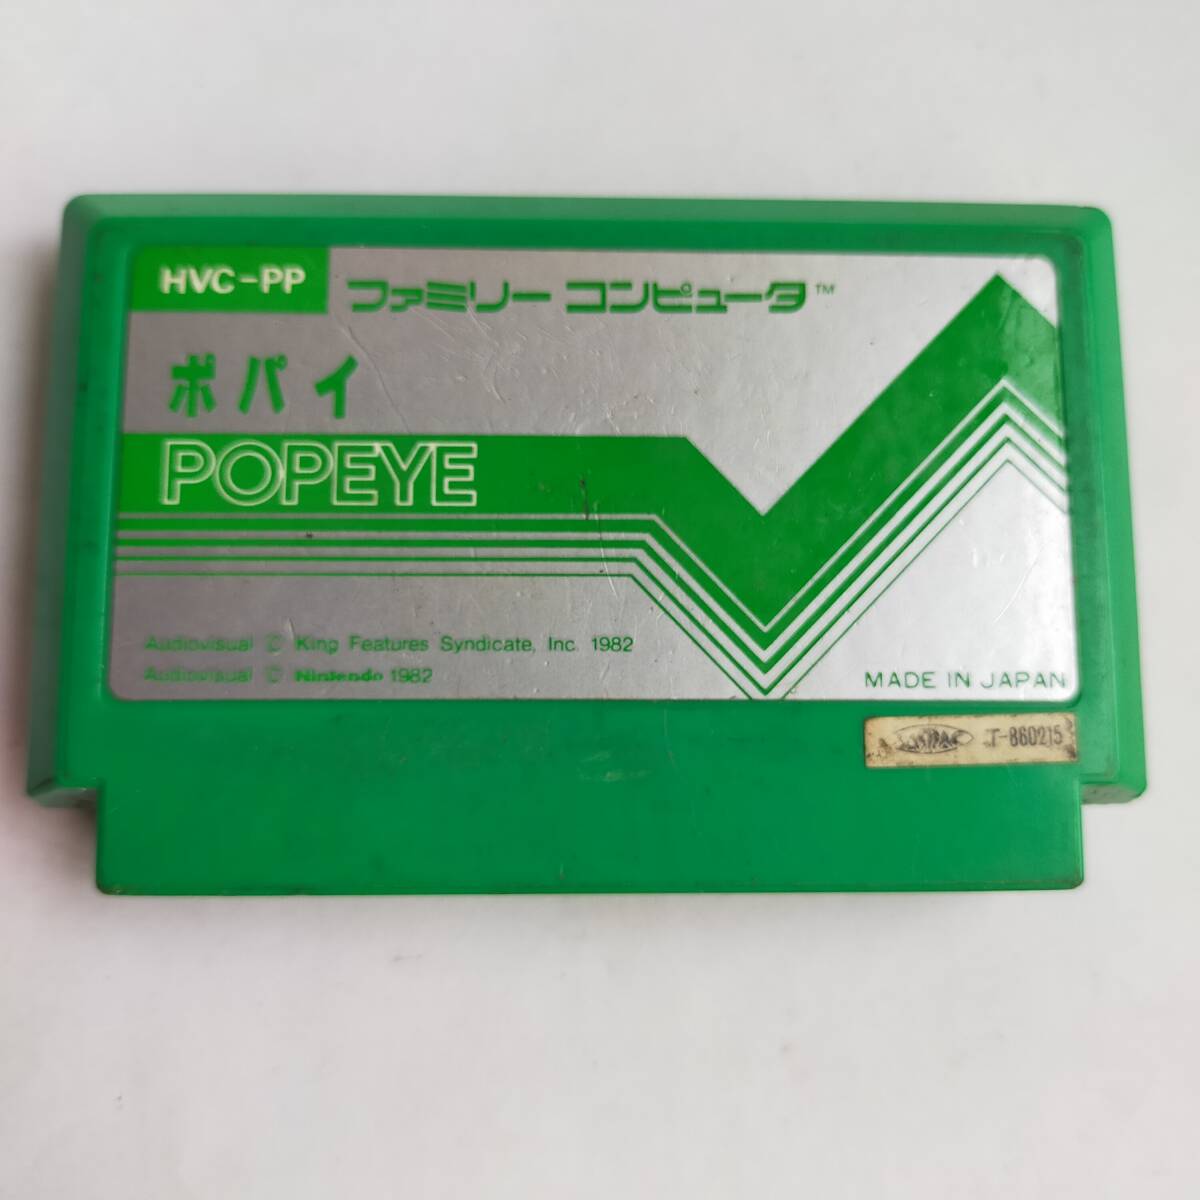 HVC-PP
ファミリー コンピュータ™
ポパイ
POPEYE
Audiovisual © King Features Syndicate, Inc. 1982
Audiovisual © Nintendo 1982
MADE IN JAPAN
T-860215